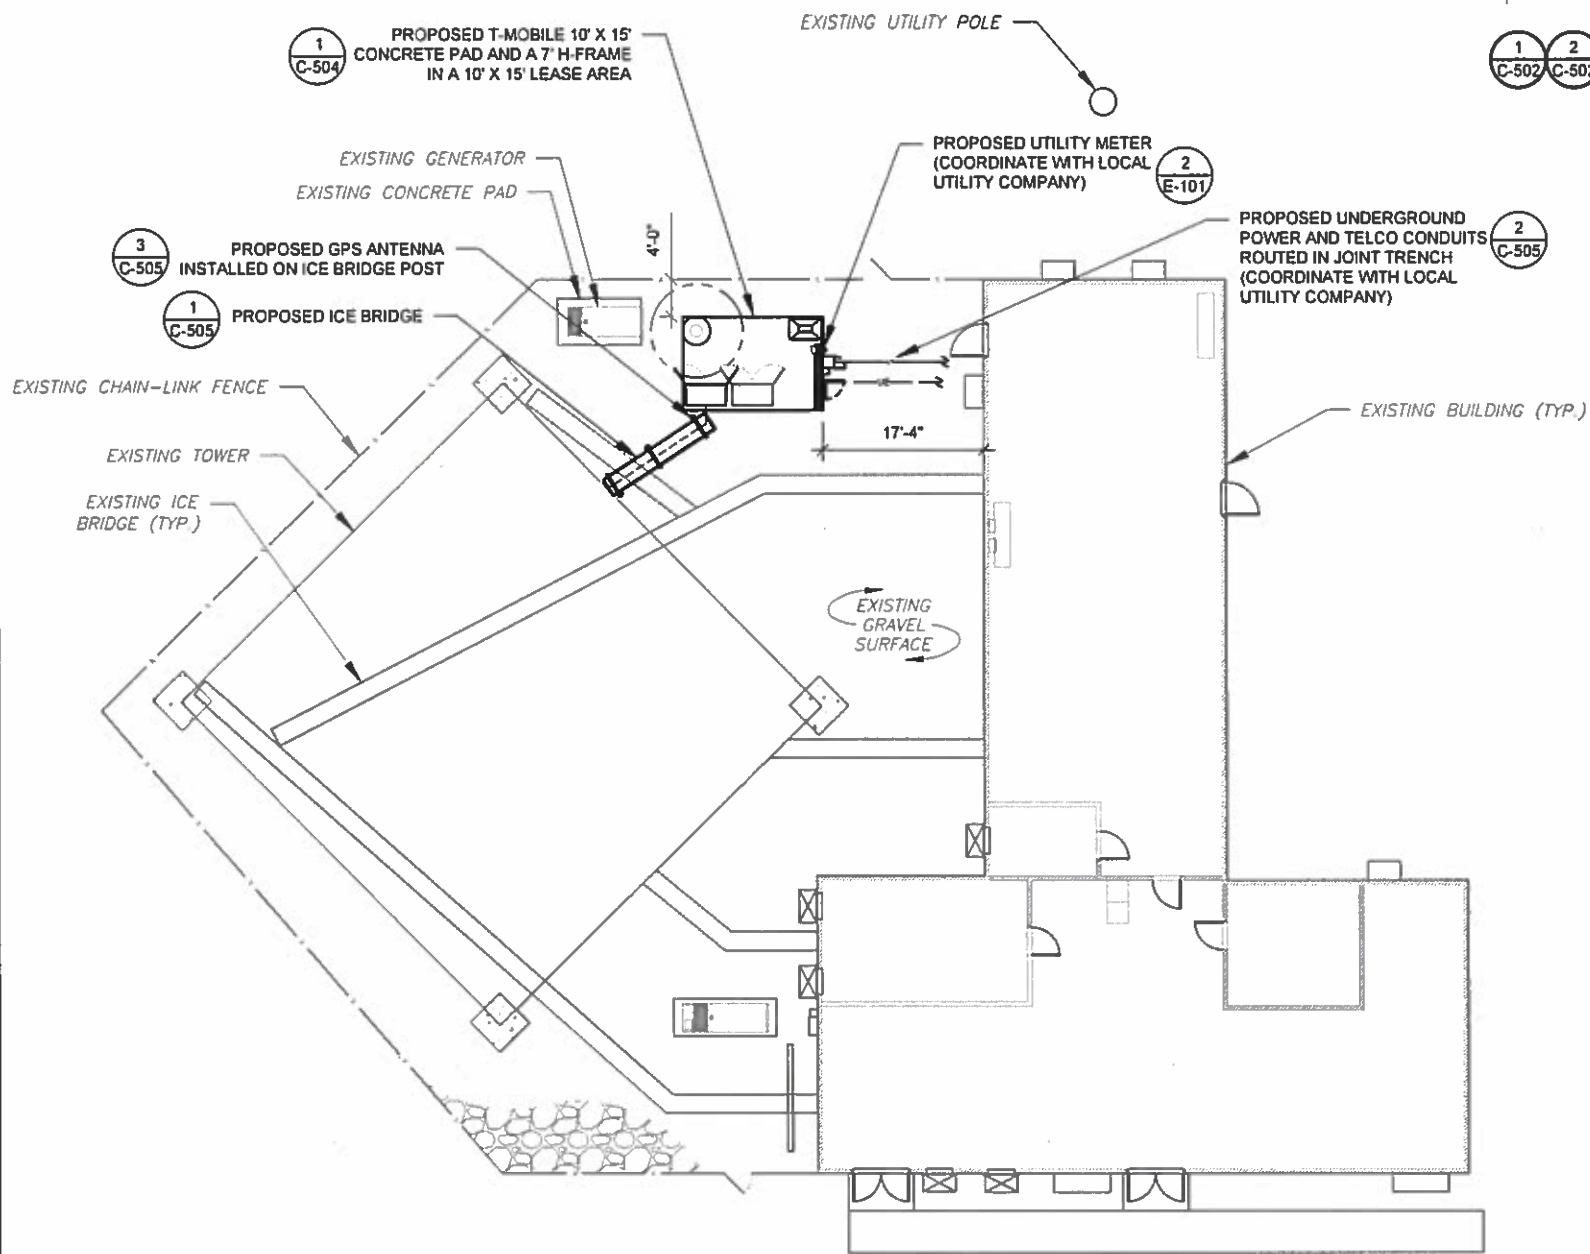 EXISTING UTILITY POLE
1
C-504
PROPOSED T-MOBILE 10' X 15'
CONCRETE PAD AND A 7' H-FRAME
IN A 10' X 15' LEASE AREA
1
C-502
2
EXISTING GENERATOR
EXISTING CONCRETE PAD
PROPOSED UTILITY METER
(COORDINATE WITH LOCAL
UTILITY COMPANY)
2
E-101
3
C-505
PROPOSED GPS ANTENNA
INSTALLED ON ICE BRIDGE POST
4'-0"
PROPOSED UNDERGROUND
POWER AND TELCO CONDUITS
ROUTED IN JOINT TRENCH
(COORDINATE WITH LOCAL
UTILITY COMPANY)
2
C-505
1
C-505
PROPOSED ICE BRIDGE
EXISTING CHAIN-LINK FENCE
EXISTING BUILDING (TYP.)
17'-4"
EXISTING TOWER
EXISTING ICE
BRIDGE (TYP.)
EXISTING
GRAVEL
SURFACE